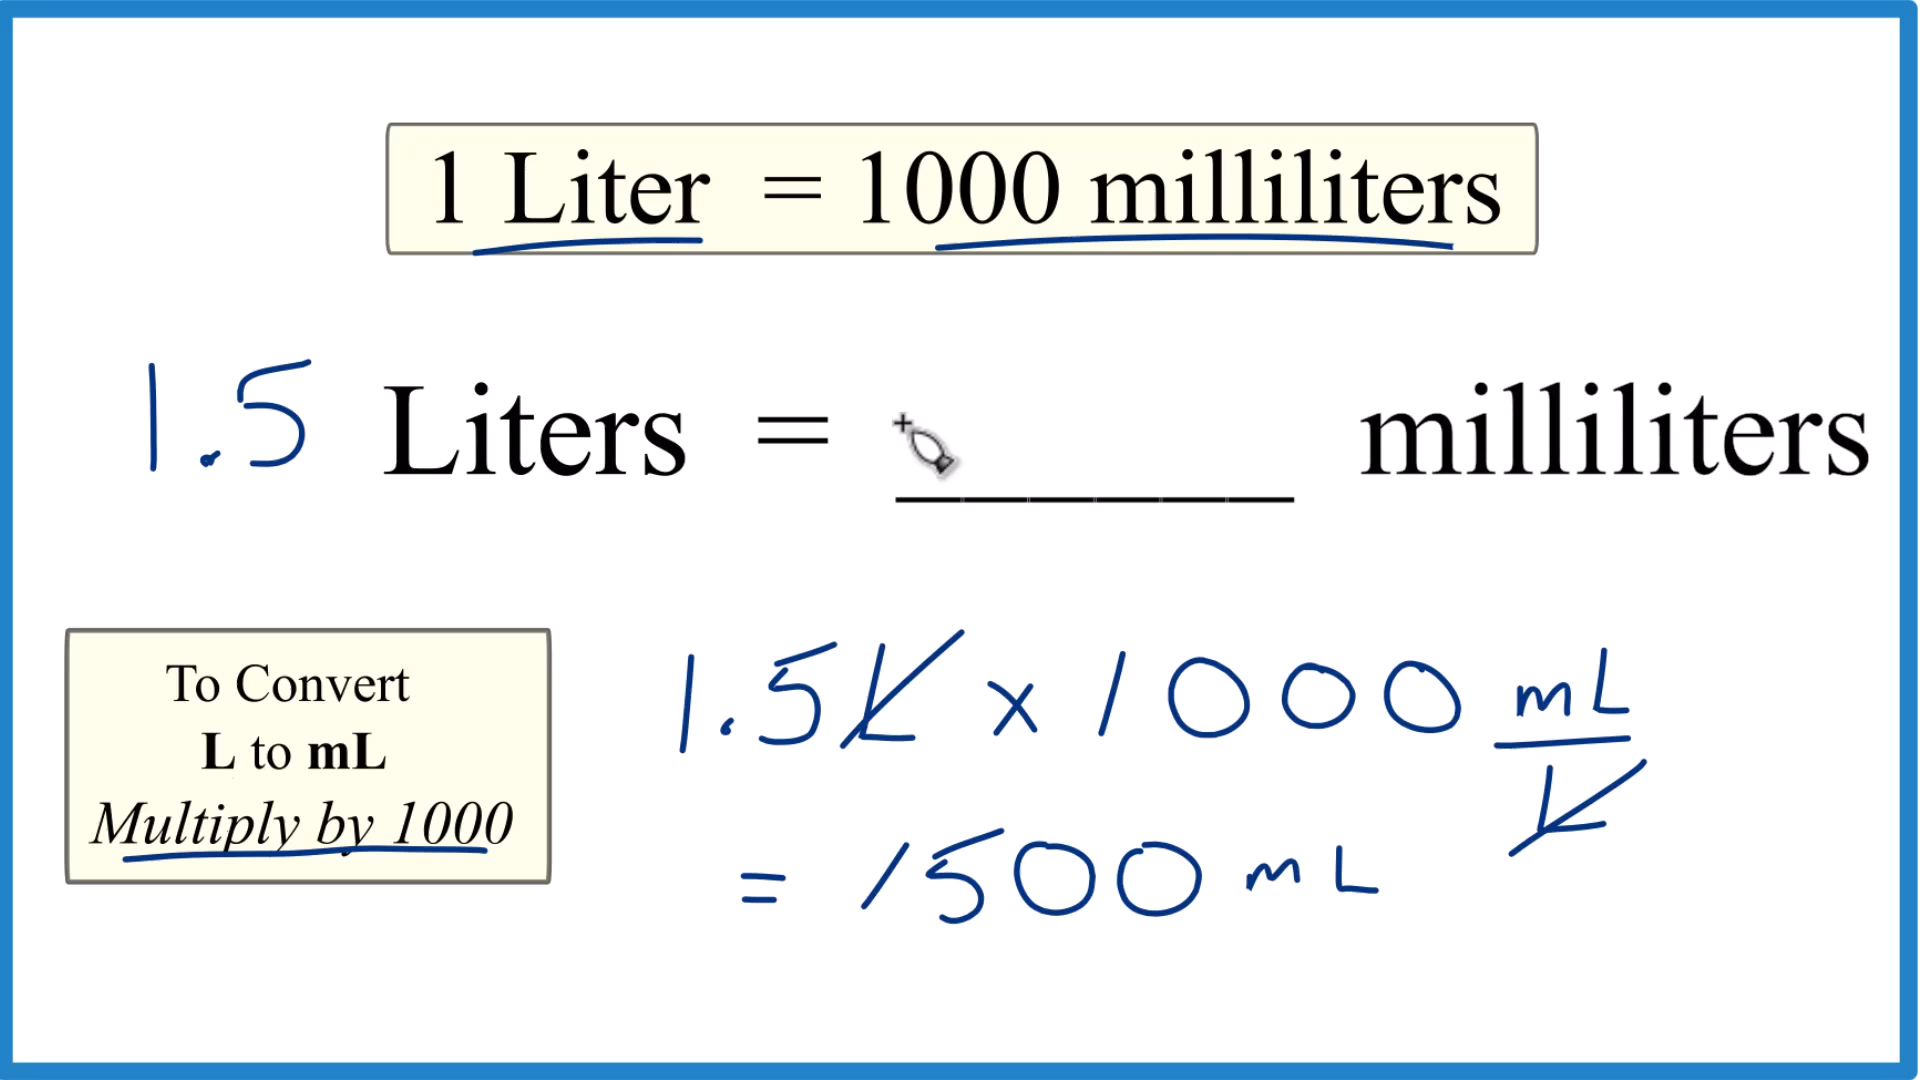 1 Liter = 1000 milliliters
1.5 Liters = ______ milliliters
To Convert
L to mL
Multiply by 1000
1.5 L x 1000 mL
L
= 1500 mL